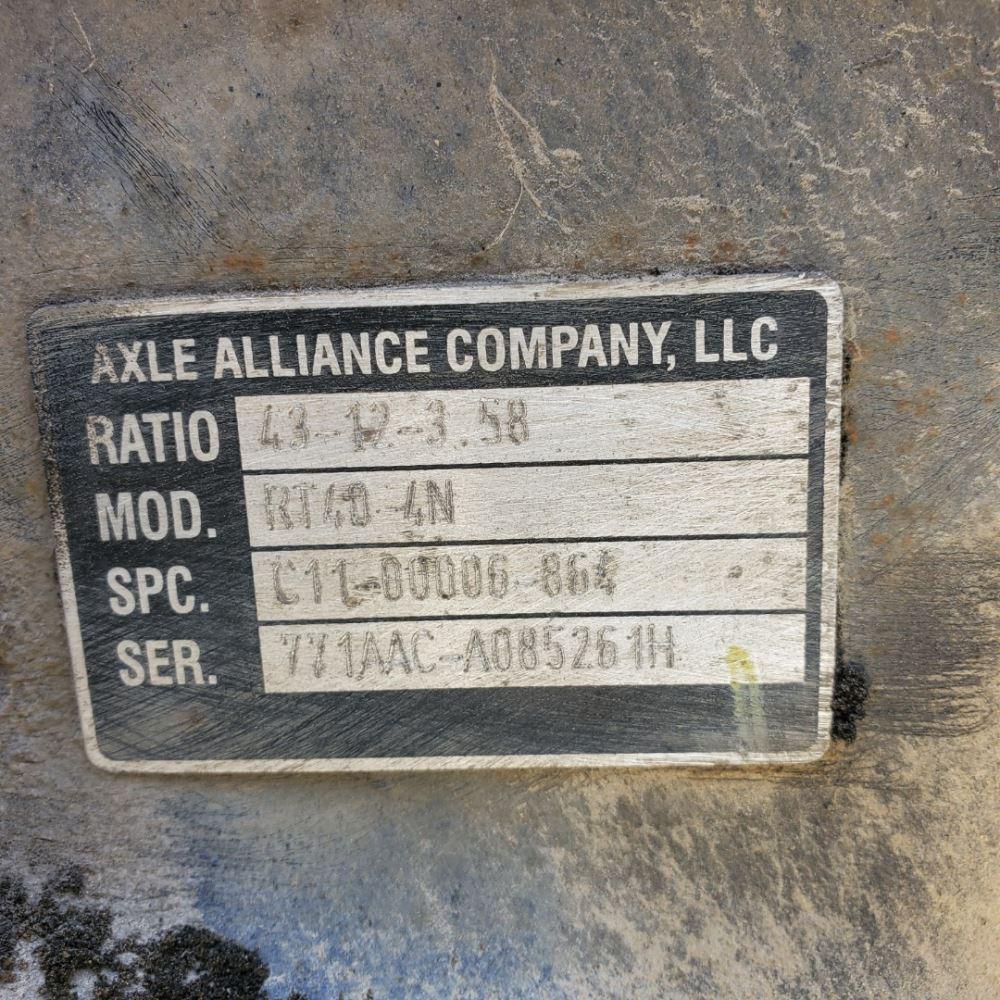 AXLE ALLIANCE COMPANY, LLC
RATIO 43-12-3.58
MOD. RT40-4N
SPC. C11-00006-864
SER. 771AAC-A085261H